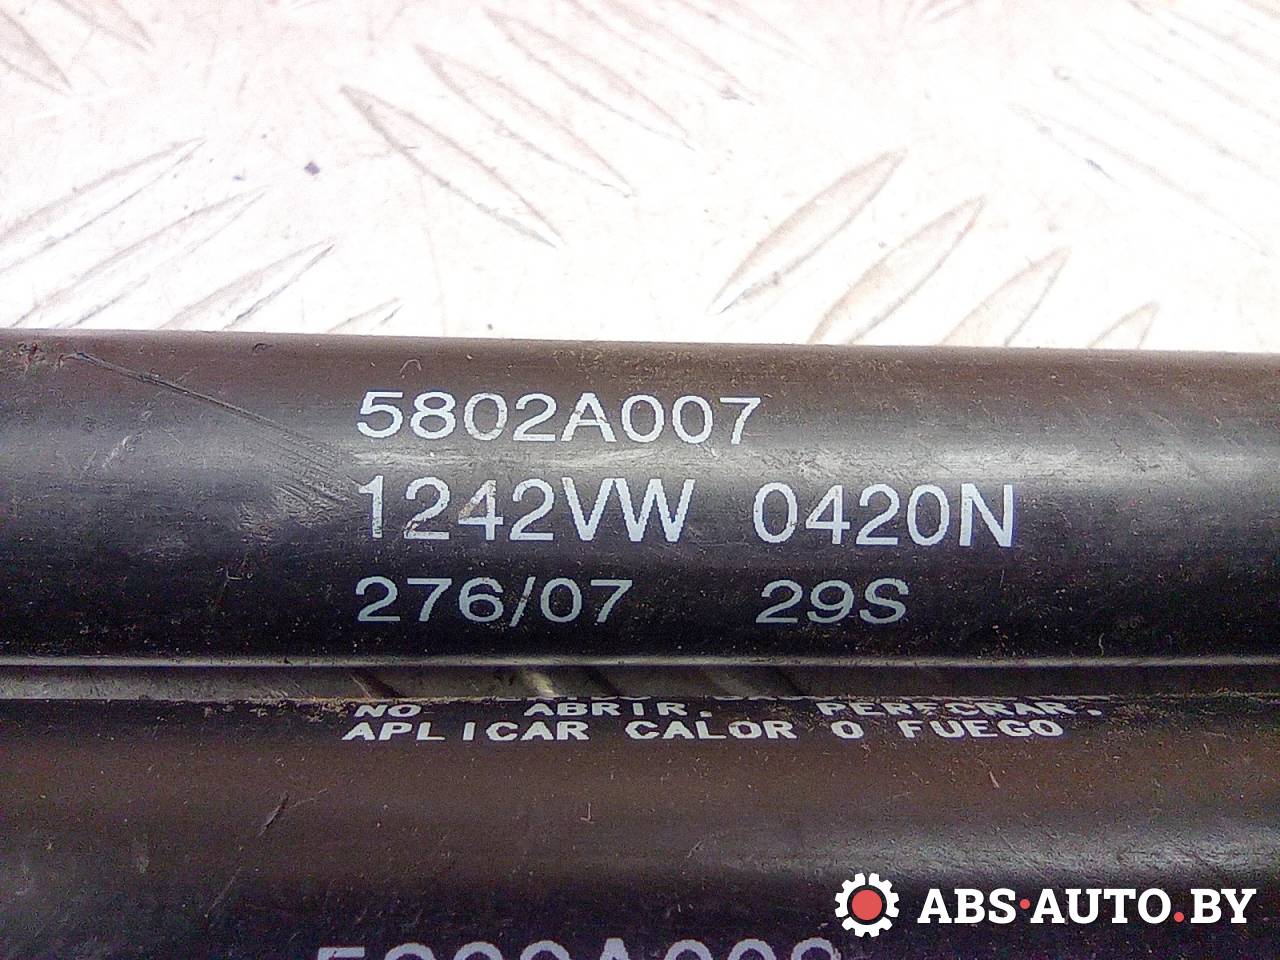 5802A007
1242VW 0420N
276/07 29S
NO ABRIR. PERFORAR.
APLICAR CALOR O FUEGO
ABS·AUTO.BY